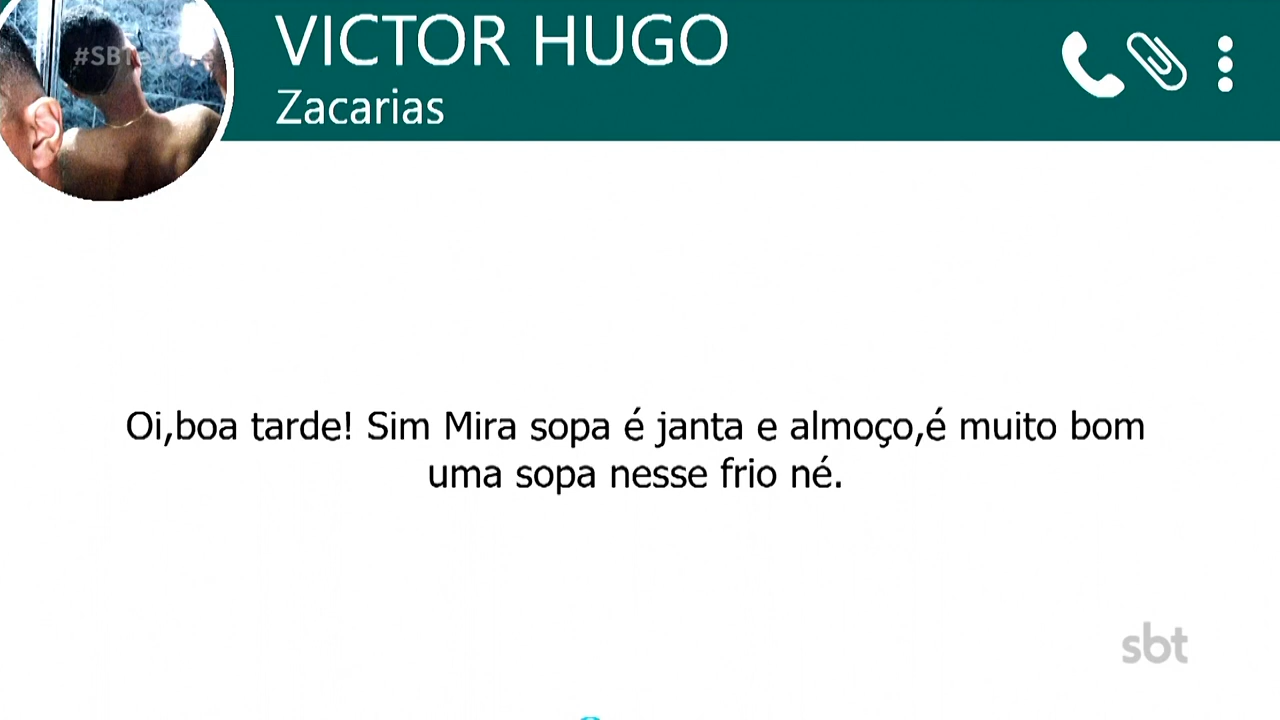 #SBTeVocê
VICTOR HUGO
Zacarias
Oi,boa tarde! Sim Mira sopa é janta e almoço,é muito bom
uma sopa nesse frio né.
sbt